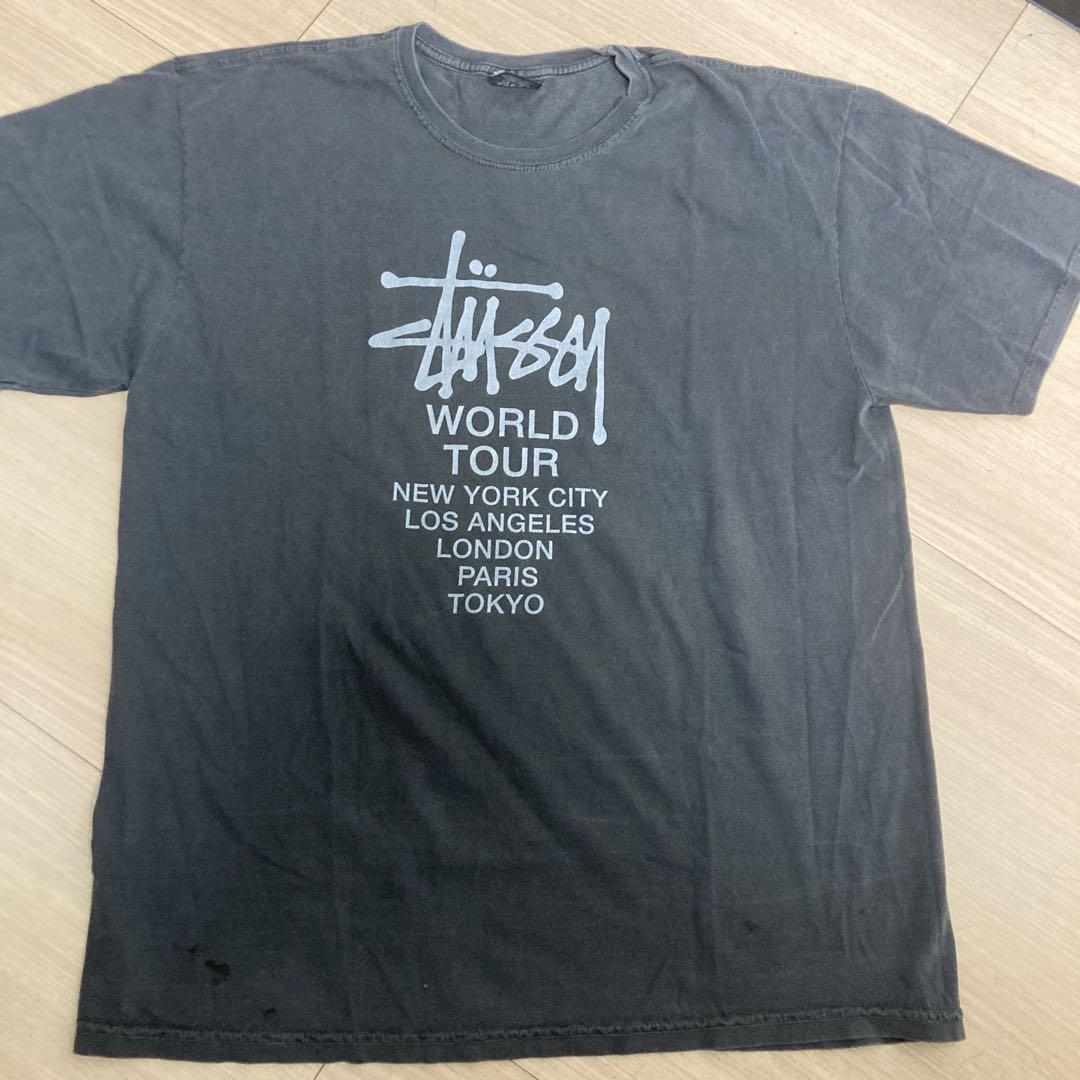 Stüssy
WORLD
TOUR
NEW YORK CITY
LOS ANGELES
LONDON
PARIS
TOKYO